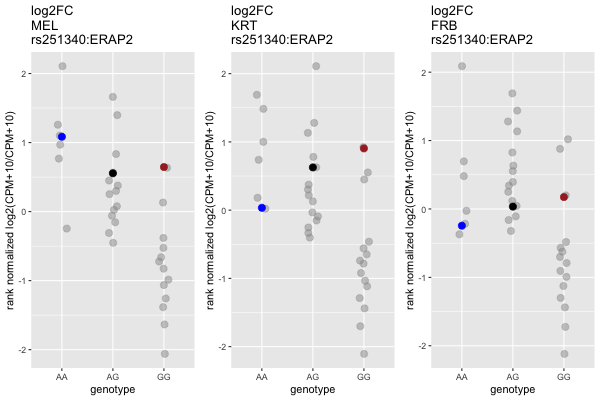 log2FC
MEL
rs251340:ERAP2
rank normalized log2(CPM+10/CPM+10)
2
1
0
-1
-2
AA
AG
GG
genotype
log2FC
KRT
rs251340:ERAP2
rank normalized log2(CPM+10/CPM+10)
2
1
0
-1
-2
AA
AG
GG
genotype
log2FC
FRB
rs251340:ERAP2
rank normalized log2(CPM+10/CPM+10)
2
1
0
-1
-2
AA
AG
GG
genotype